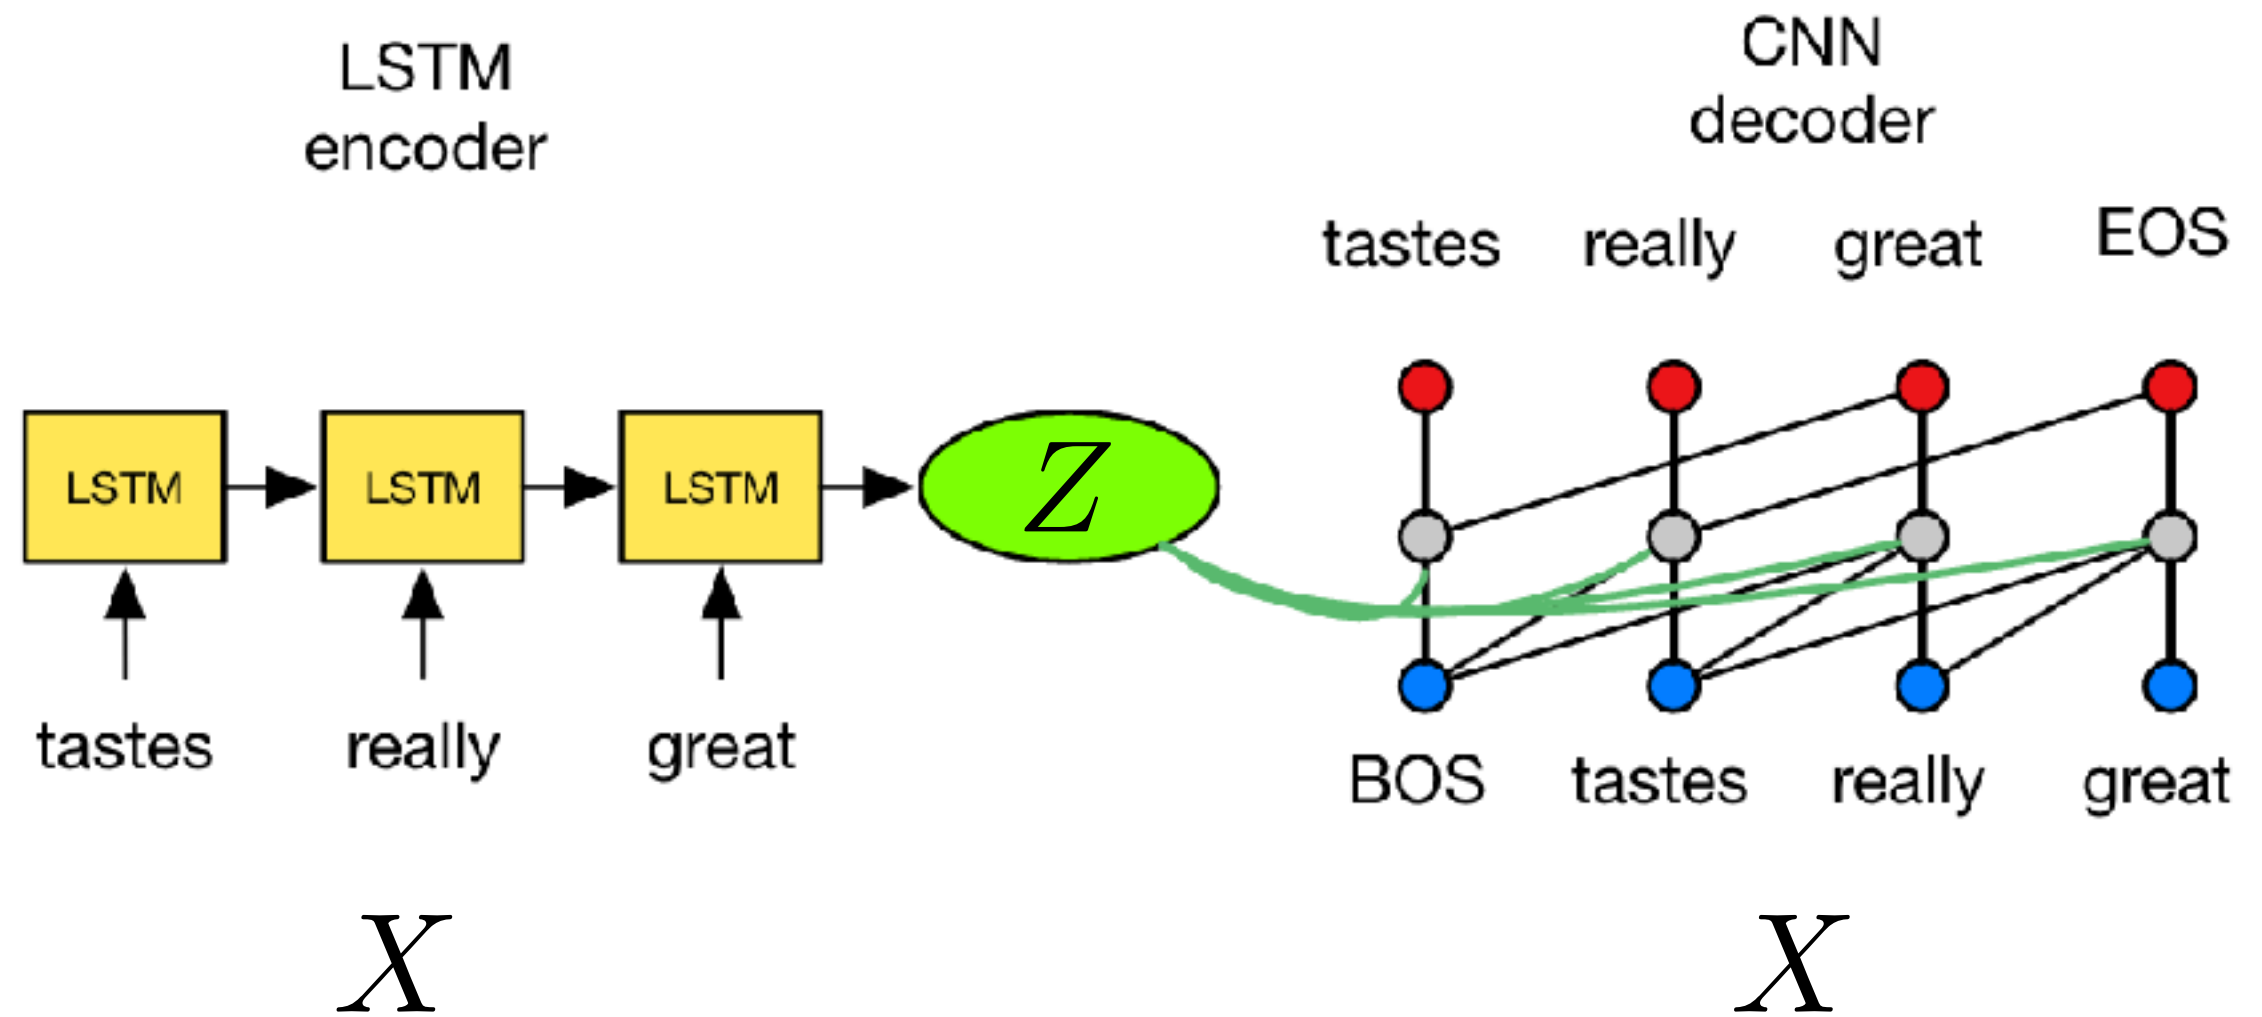 LSTM
encoder
LSTM LSTM LSTM
tastes really great
X
Z
CNN
decoder
tastes really great EOS
BOS tastes really great
X